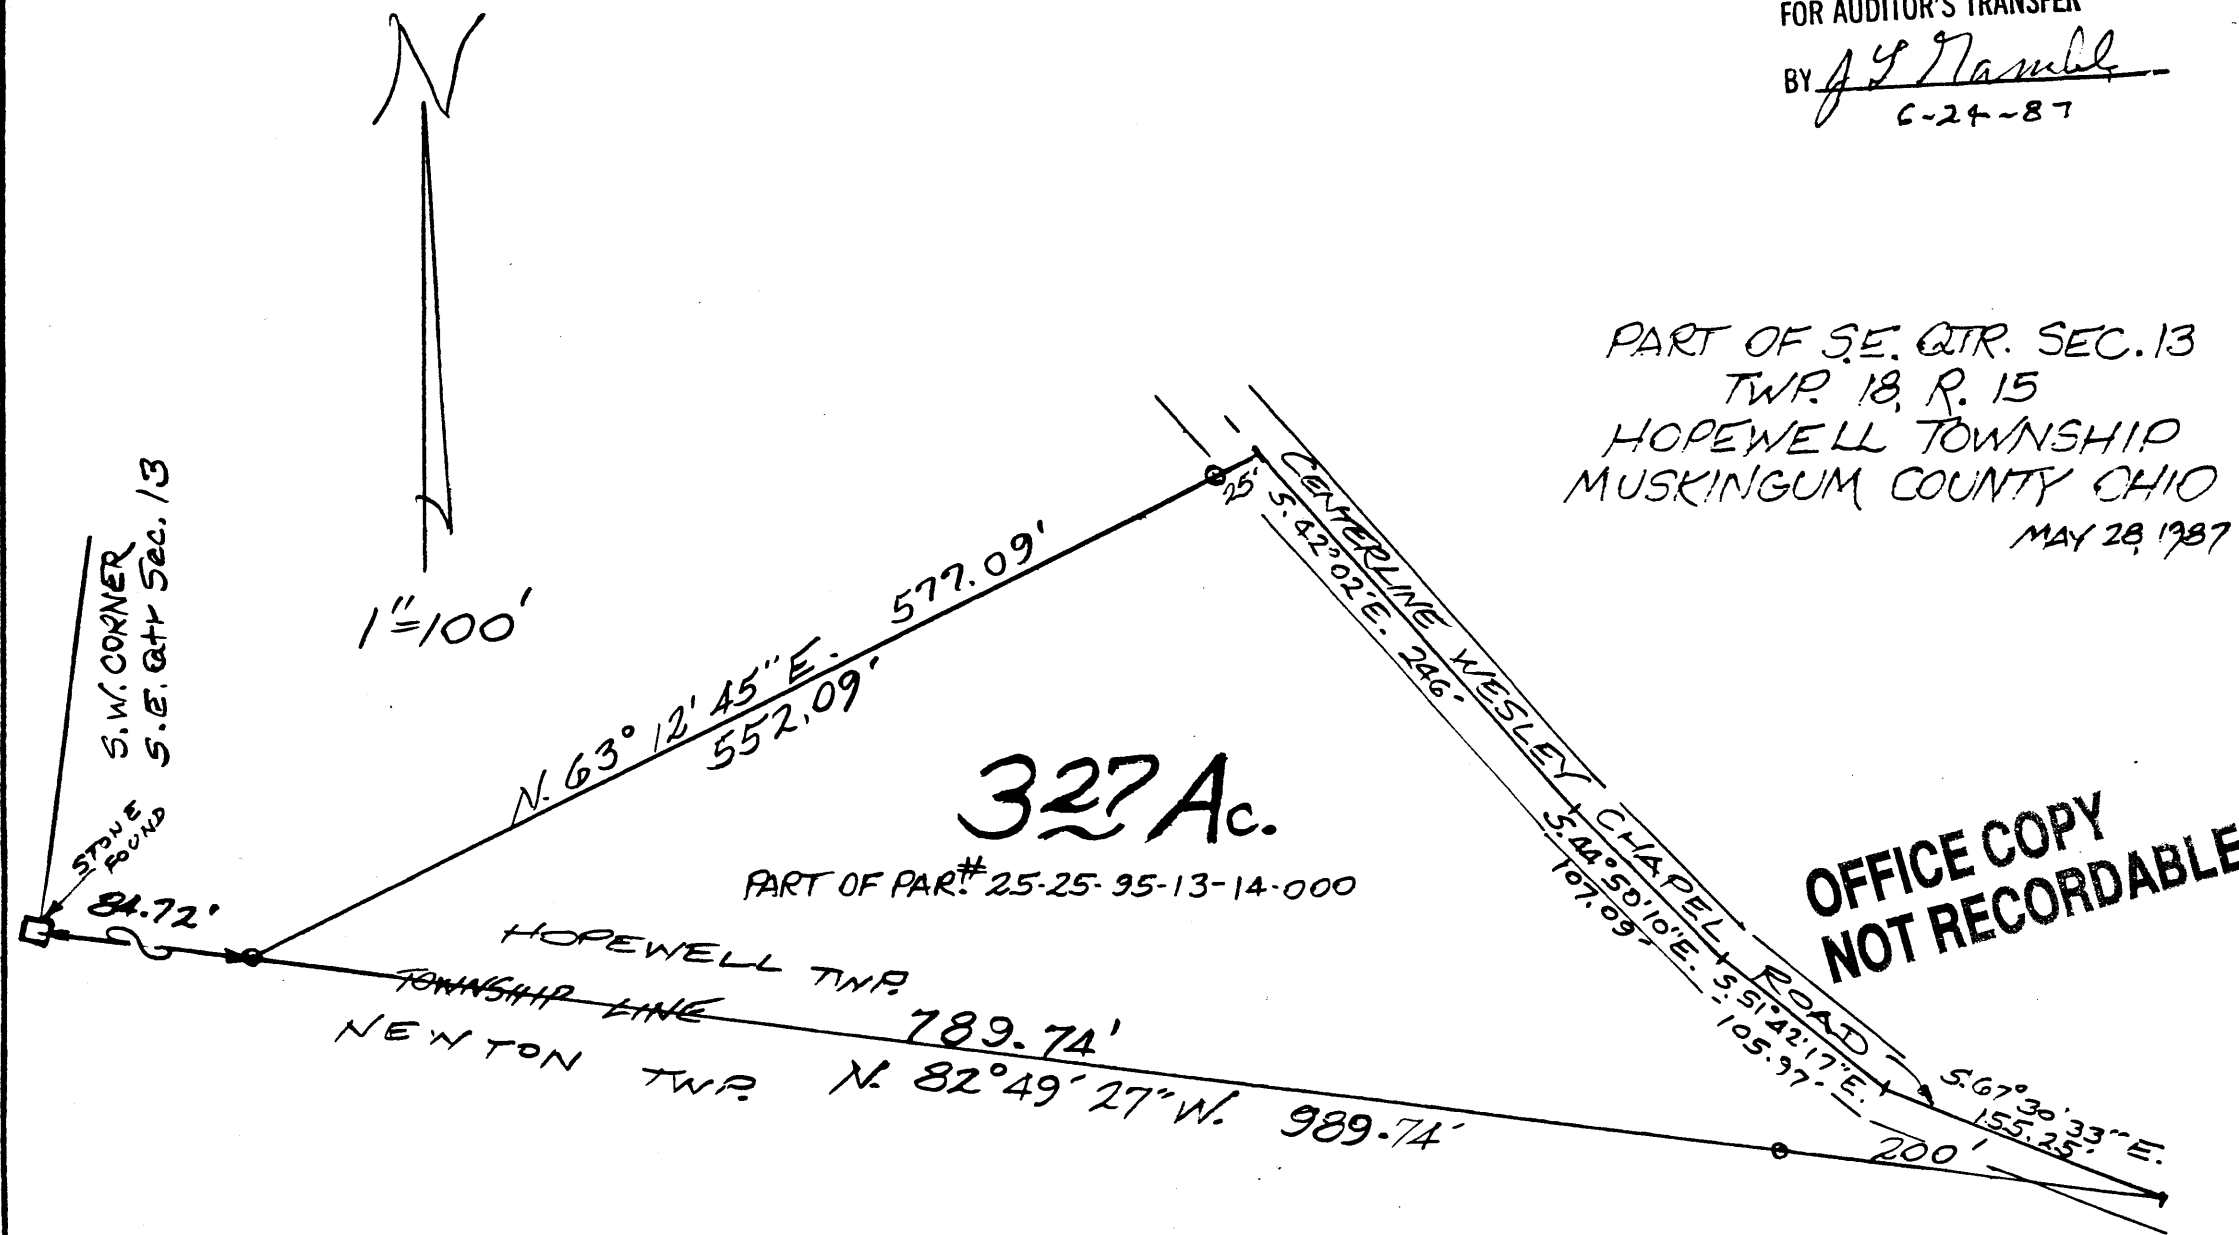 FOR AUDITOR'S TRANSFER
BY
6-24-87
N
1"=100'
PART OF S.E. QTR. SEC. 13
TWP. 18, R. 15
HOPEWELL TOWNSHIP
MUSKINGUM COUNTY OHIO
MAY 28, 1987
S.W. CORNER
S.E. Qtr Sec. 13
STONE
FOUND
84.72'
N. 63° 12' 45" E.
577.09'
552.09'
25'
CENTERLINE WESLEY CHAPEL ROAD
S. 42° 02' E. 246'
S. 44° 50' 10" E.
107.09'
S. 51° 42' 17" E.
105.97'
S. 67° 30' 33" E.
155.25'
200'
327 Ac.
PART OF PAR. # 25-25-95-13-14-000
HOPEWELL TWP.
TOWNSHIP LINE
NEWTON TWP.
789.74'
N. 82° 49' 27" W. 989.74'
OFFICE COPY
NOT RECORDABLE